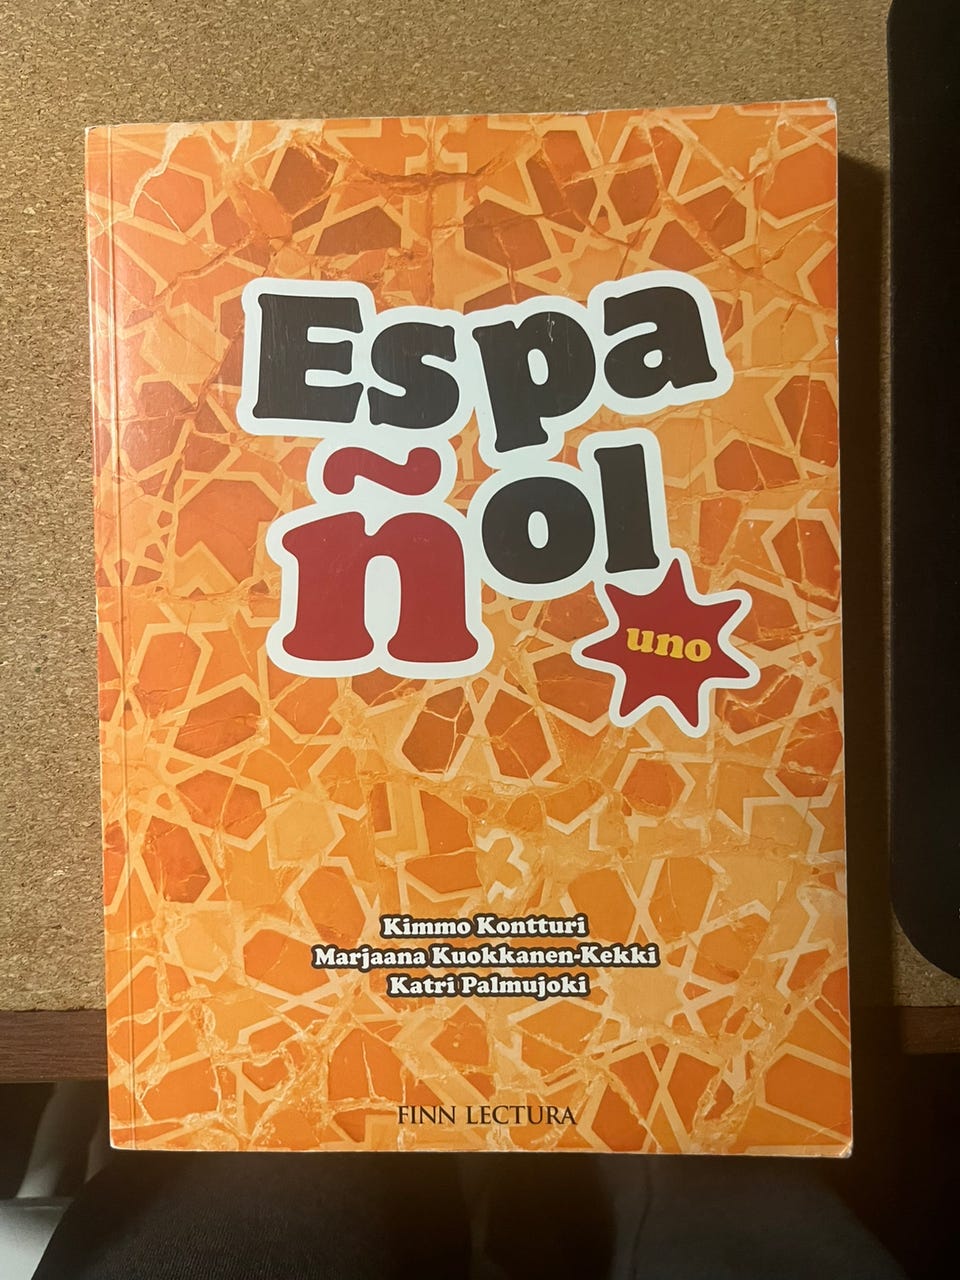 Espa
ñol
uno
Kimmo Kontturi
Marjaana Kuokkanen-Kekki
Katri Palmujoki
FINN LECTURA